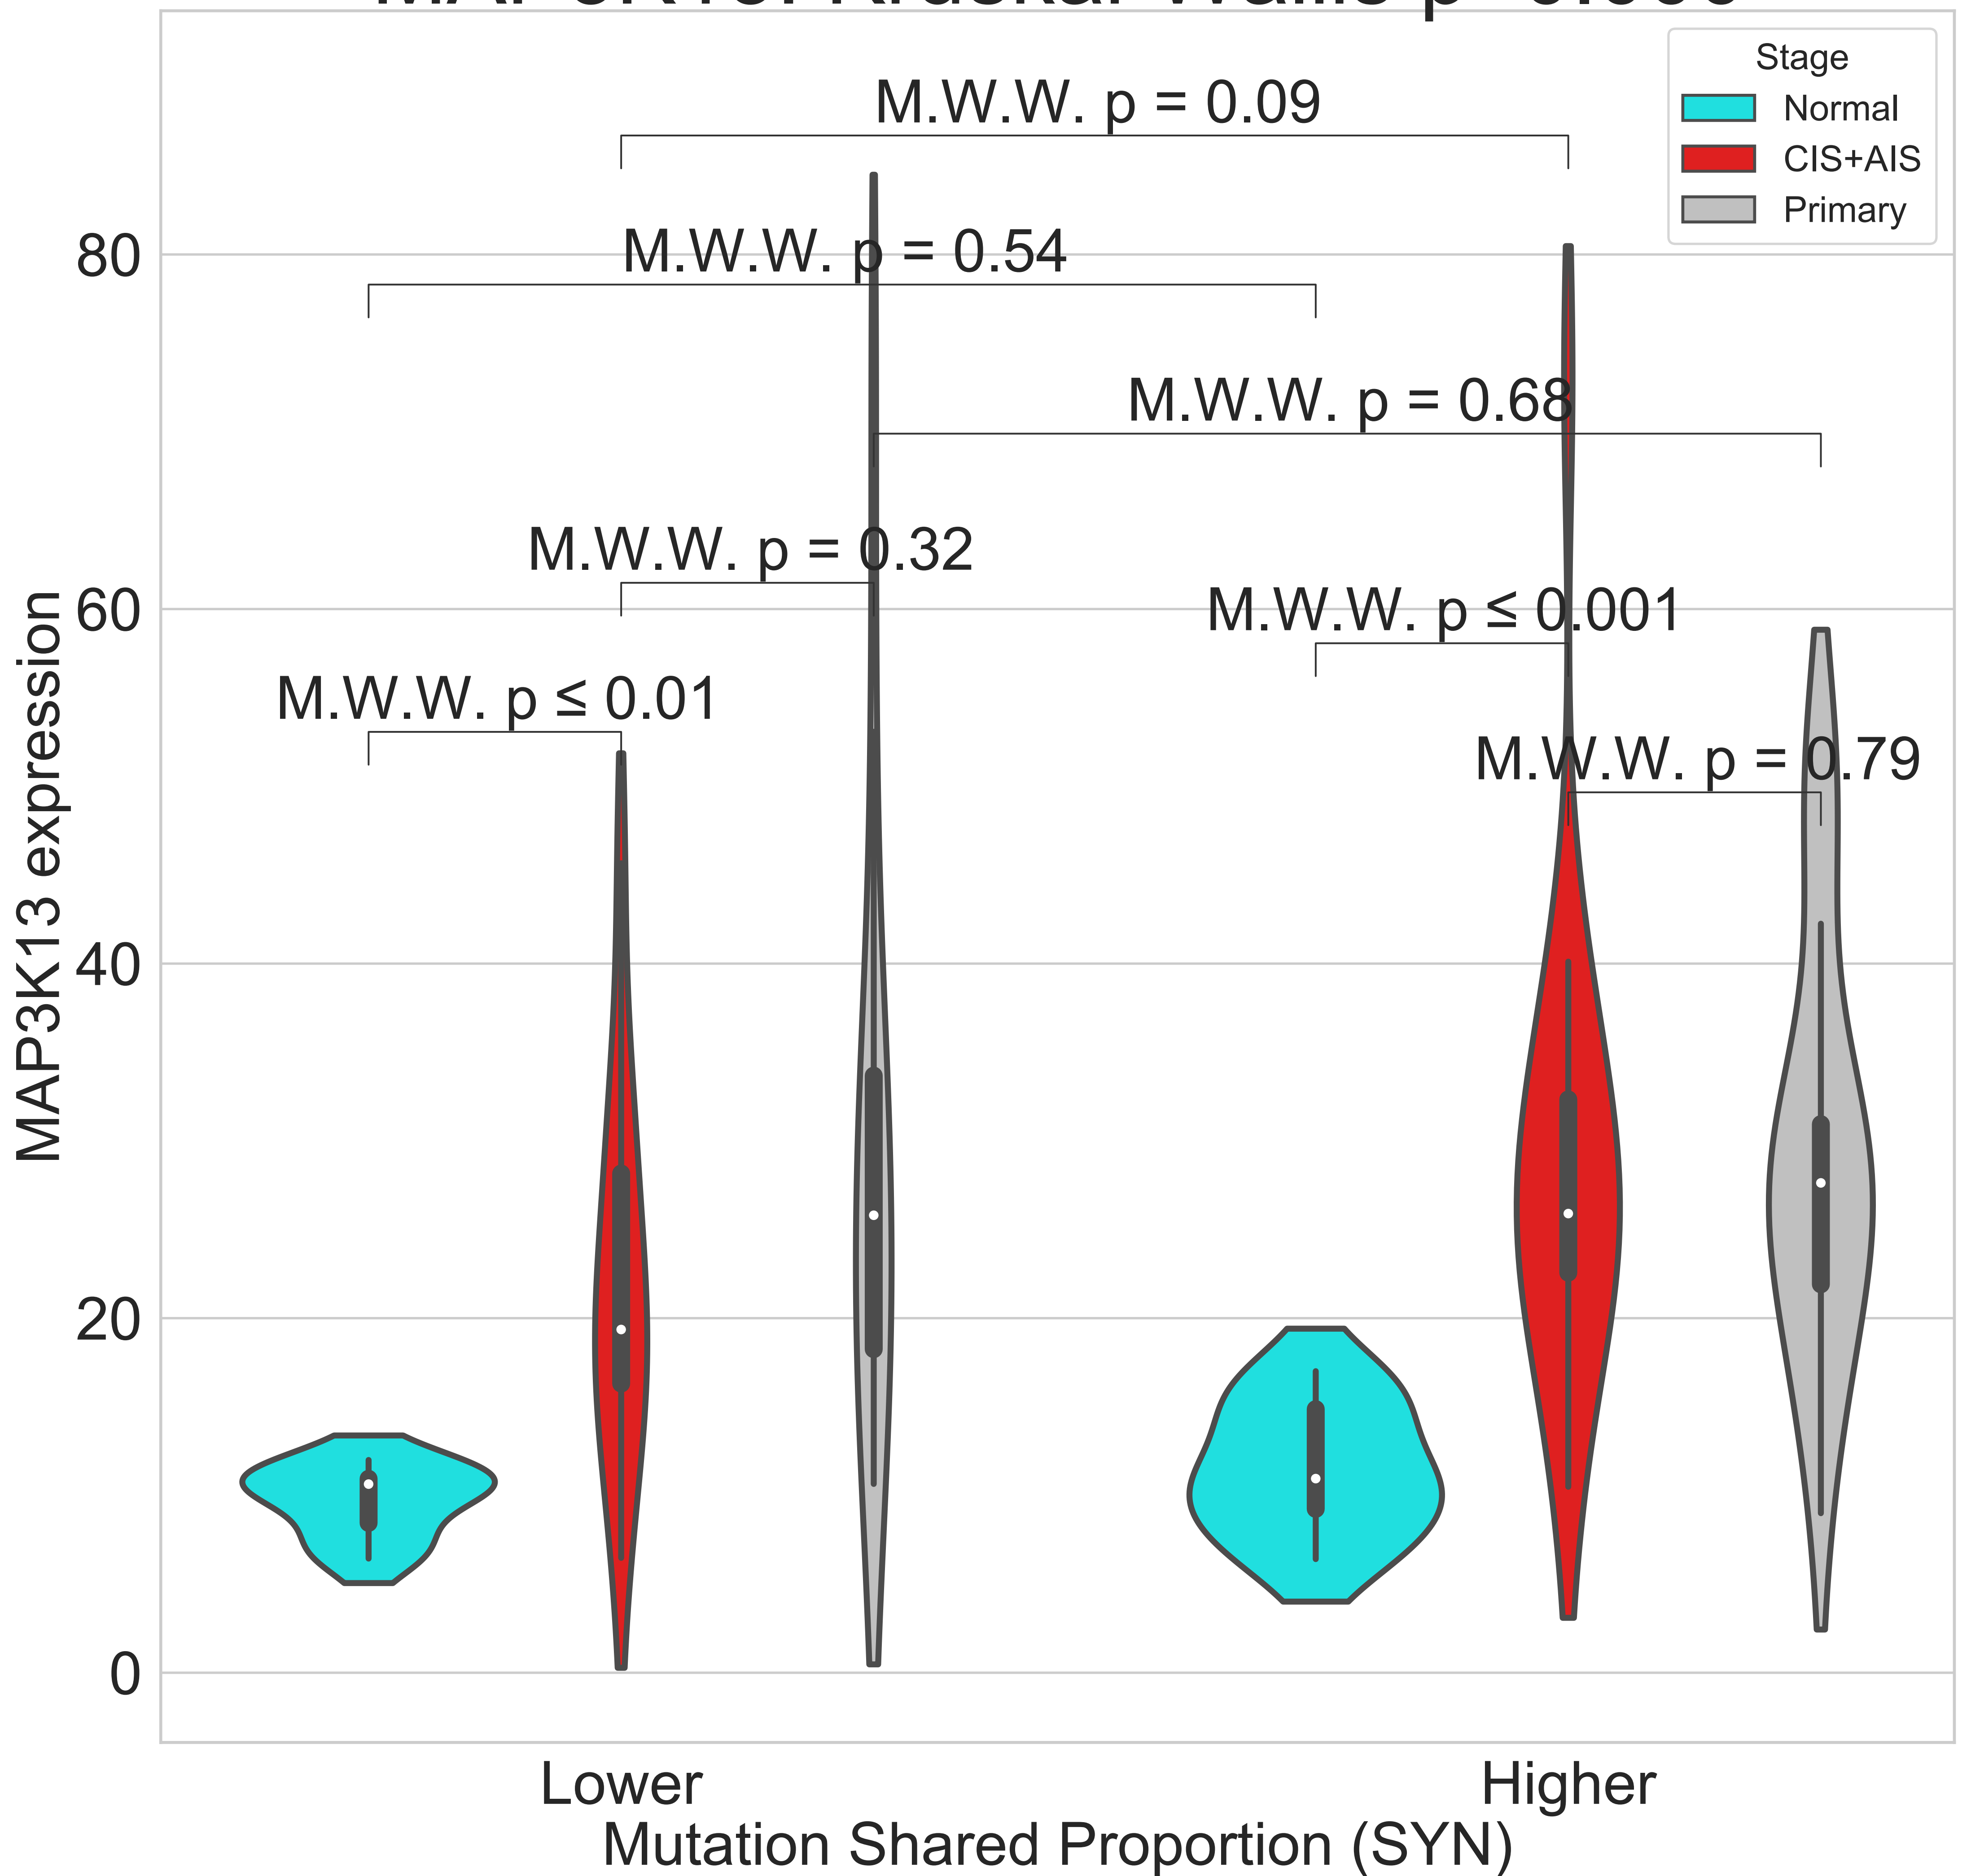 Stage
Normal
CIS+AIS
Primary
M.W.W. p = 0.09
M.W.W. p = 0.54
M.W.W. p = 0.68
M.W.W. p = 0.32
M.W.W. p ≤ 0.001
M.W.W. p ≤ 0.01
M.W.W. p = 0.79
80
60
40
20
0
MAP3K13 expression
Lower
Higher
Mutation Shared Proportion (SYN)